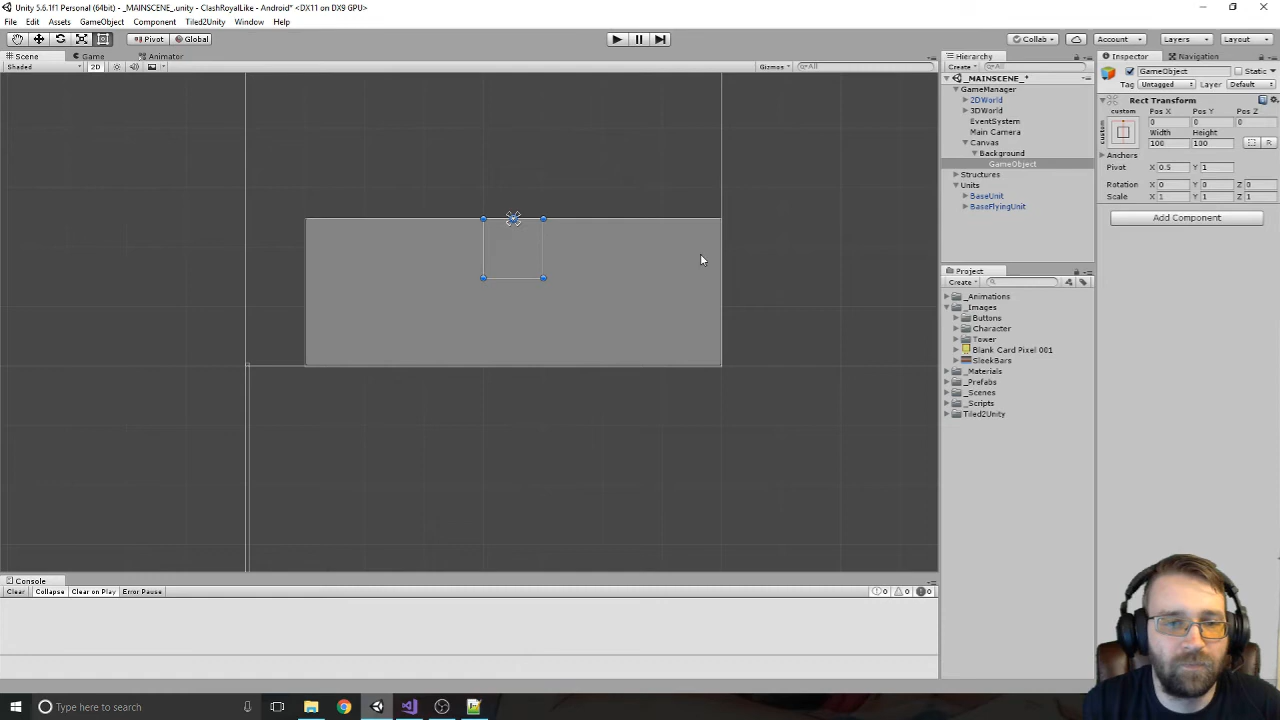 Unity 5.6.1f1 Personal (64bit) - _MAINSCENE_.unity - ClashRoyalLike - Android* <DX11 on DX9 GPU>
File Edit Assets GameObject Component Tiled2Unity Window Help
Pivot Global Collab Account Layers Layout
Scene Game Animator
Shaded 2D Gizmos All
Hierarchy
Create All
_MAINSCENE_*
GameManager
2DWorld
3DWorld
EventSystem
Main Camera
Canvas
Background
GameObject
Structures
Units
BaseUnit
BaseFlyingUnit
Project
Create
_Animations
_Images
Buttons
Character
Tower
Blank Card Pixel 001
SleekBars
_Materials
_Prefabs
_Scenes
_Scripts
Tiled2Unity
Inspector Navigation
GameObject Static
Tag Untagged Layer Default
Rect Transform
custom Pos X Pos Y Pos Z
custom 0 0 0
Width Height
100 100 R
Anchors
Pivot X 0.5 Y 1
Rotation X 0 Y 0 Z 0
Scale X 1 Y 1 Z 1
Add Component
Console
Clear Collapse Clear on Play Error Pause 0 0 0
Type here to search